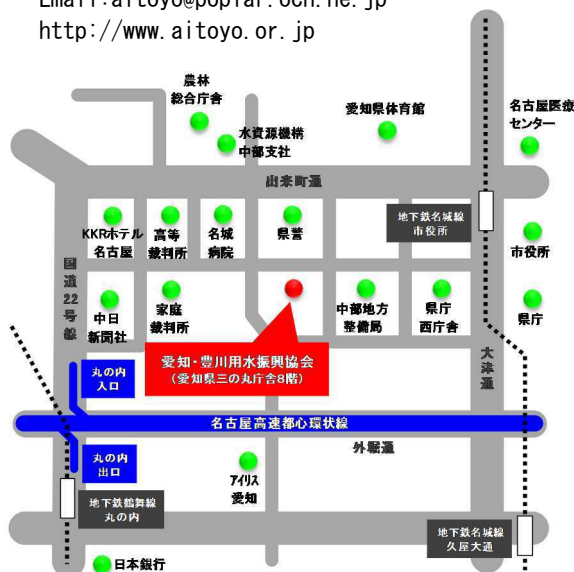 Email:aitoyo@poplar.ocn.ne.jp
http://www.aitoyo.or.jp
農林
総合庁舎
水資源機構
中部支社
愛知県体育館
名古屋医療
センター
出来町通
地下鉄名城線
市役所
KKRホテル
名古屋
高等
裁判所
名城
病院
県警
市役所
国道22号線
中日
新聞社
家庭
裁判所
中部地方
整備局
県庁
西庁舎
県庁
愛知・豊川用水振興協会
(愛知県三の丸庁舎8階)
大津通
丸の内
入口
名古屋高速都心環状線
外堀通
丸の内
出口
アイリス
愛知
地下鉄鶴舞線
丸の内
地下鉄名城線
久屋大通
日本銀行